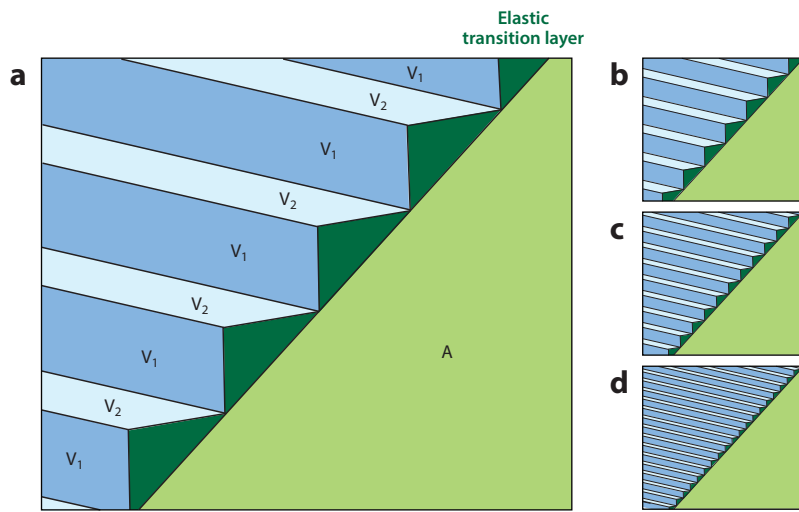 Elastic
transition layer
a
V₁
V₂
V₁
V₂
V₁
V₂
V₁
V₂
V₁
A
b
c
d